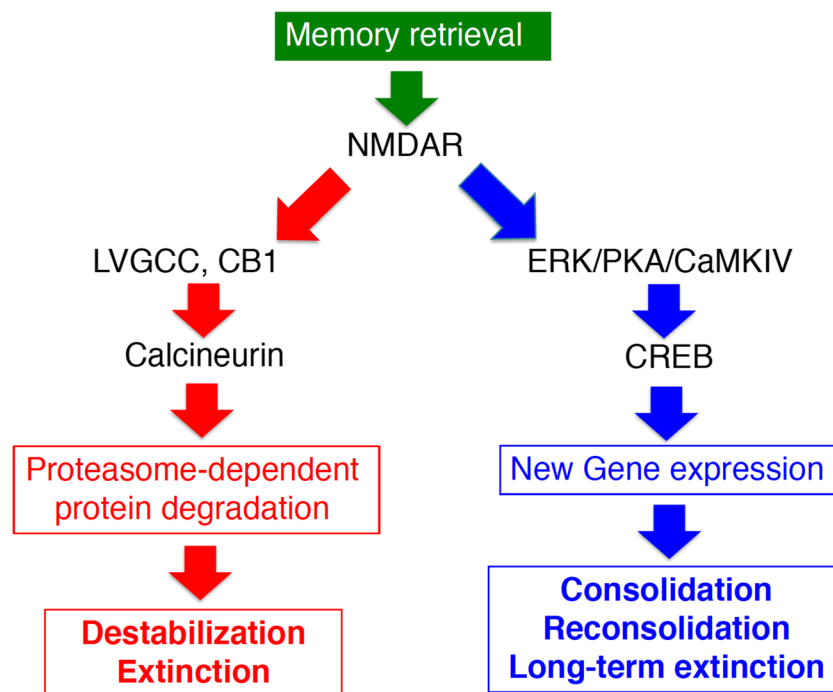 Memory retrieval
NMDAR
LVGCC, CB1
ERK/PKA/CaMKIV
Calcineurin
CREB
Proteasome-dependent
protein degradation
New Gene expression
Destabilization
Extinction
Consolidation
Reconsolidation
Long-term extinction